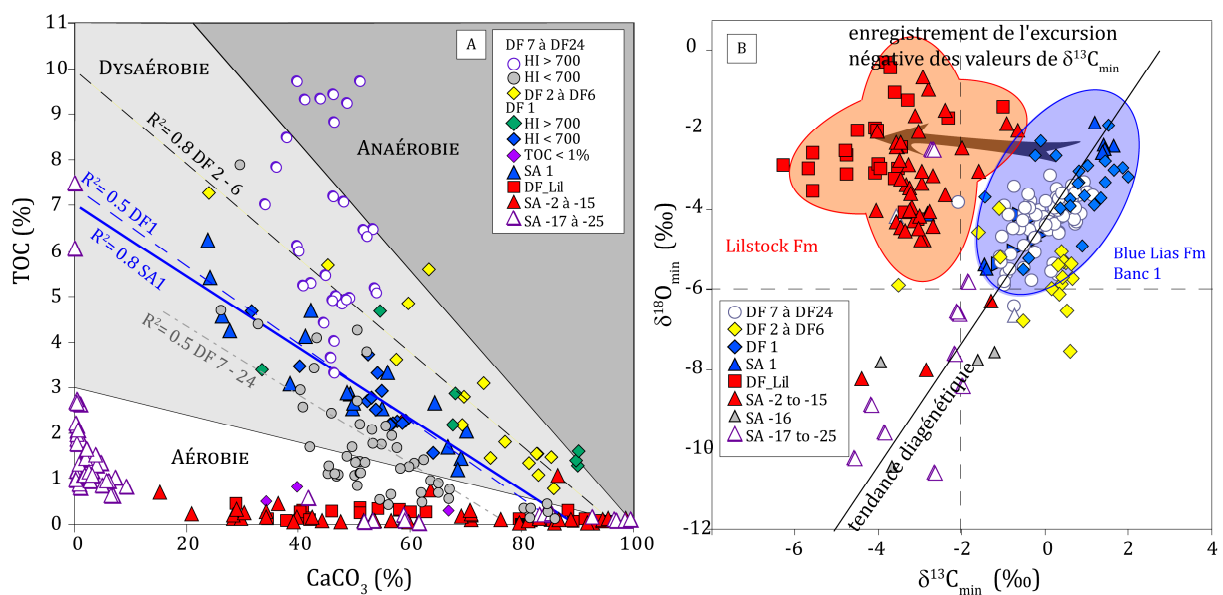 A
TOC (%)
11
10
9
8
7
6
5
4
3
2
1
0
0
20
40
60
80
100
CaCO3 (%)
DYSAÉROBIE
ANAÉROBIE
AÉROBIE
R²= 0.8 DF 2 - 6
R²= 0.5 DF1
R²= 0.8 SA1
R²= 0.5 DF 7 - 24
DF 7 à DF24
HI > 700
HI < 700
DF 2 à DF6
DF 1
HI > 700
HI < 700
TOC < 1%
SA 1
DF_Lil
SA -2 à -15
SA -17 à -25
B
enregistrement de l'excursion
négative des valeurs de δ13Cmin
δ18Omin (‰)
0
-2
-4
-6
-8
-10
-12
-6
-4
-2
0
2
4
δ13Cmin (‰)
Lilstock Fm
Blue Lias Fm
Banc 1
tendance diagénétique
DF 7 à DF24
DF 2 à DF6
DF 1
SA 1
DF_Lil
SA -2 to -15
SA -16
SA -17 to -25